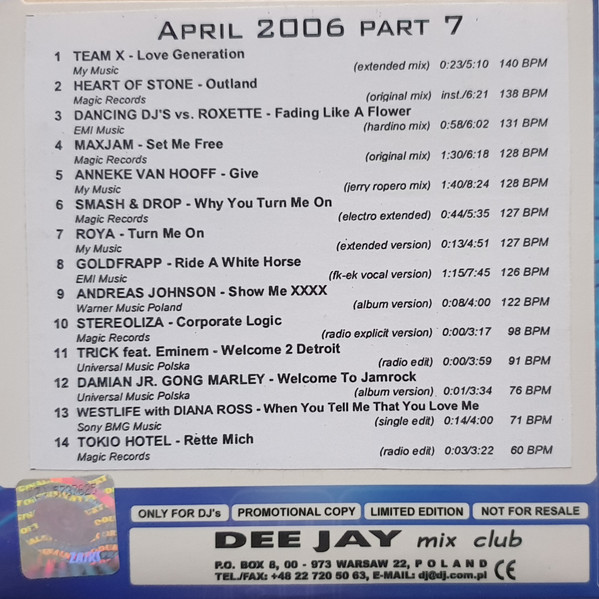 APRIL 2006 PART 7
1 TEAM X - Love Generation
My Music (extended mix) 0:23/5:10 140 BPM
2 HEART OF STONE - Outland
Magic Records (original mix) inst./6:21 138 BPM
3 DANCING DJ'S vs. ROXETTE - Fading Like A Flower
EMI Music (hardino mix) 0:58/6:02 131 BPM
4 MAXJAM - Set Me Free
Magic Records (original mix) 1:30/6:18 128 BPM
5 ANNEKE VAN HOOFF - Give
My Music (jerry ropero mix) 1:40/8:24 128 BPM
6 SMASH & DROP - Why You Turn Me On
Magic Records (electro extended) 0:44/5:35 127 BPM
7 ROYA - Turn Me On
My Music (extended version) 0:13/4:51 127 BPM
8 GOLDFRAPP - Ride A White Horse
EMI Music (fk-ek vocal version) 1:15/7:45 126 BPM
9 ANDREAS JOHNSON - Show Me XXXX
Warner Music Poland (album version) 0:08/4:00 122 BPM
10 STEREOLIZA - Corporate Logic
Magic Records (radio explicit version) 0:00/3:17 98 BPM
11 TRICK feat. Eminem - Welcome 2 Detroit
Universal Music Polska (radio edit) 0:00/3:59 91 BPM
12 DAMIAN JR. GONG MARLEY - Welcome To Jamrock
Universal Music Polska (album version) 0:01/3:34 76 BPM
13 WESTLIFE with DIANA ROSS - When You Tell Me That You Love Me
Sony BMG Music (single edit) 0:14/4:00 71 BPM
14 TOKIO HOTEL - Rette Mich
Magic Records (radio edit) 0:03/3:22 60 BPM
ONLY FOR DJ's PROMOTIONAL COPY LIMITED EDITION NOT FOR RESALE
DEE JAY mix club
P.O. BOX 8, 00 - 973 WARSAW 22, P O L A N D
TEL./FAX: +48 22 720 50 63, E-MAIL: dj@dj.com.pl CE